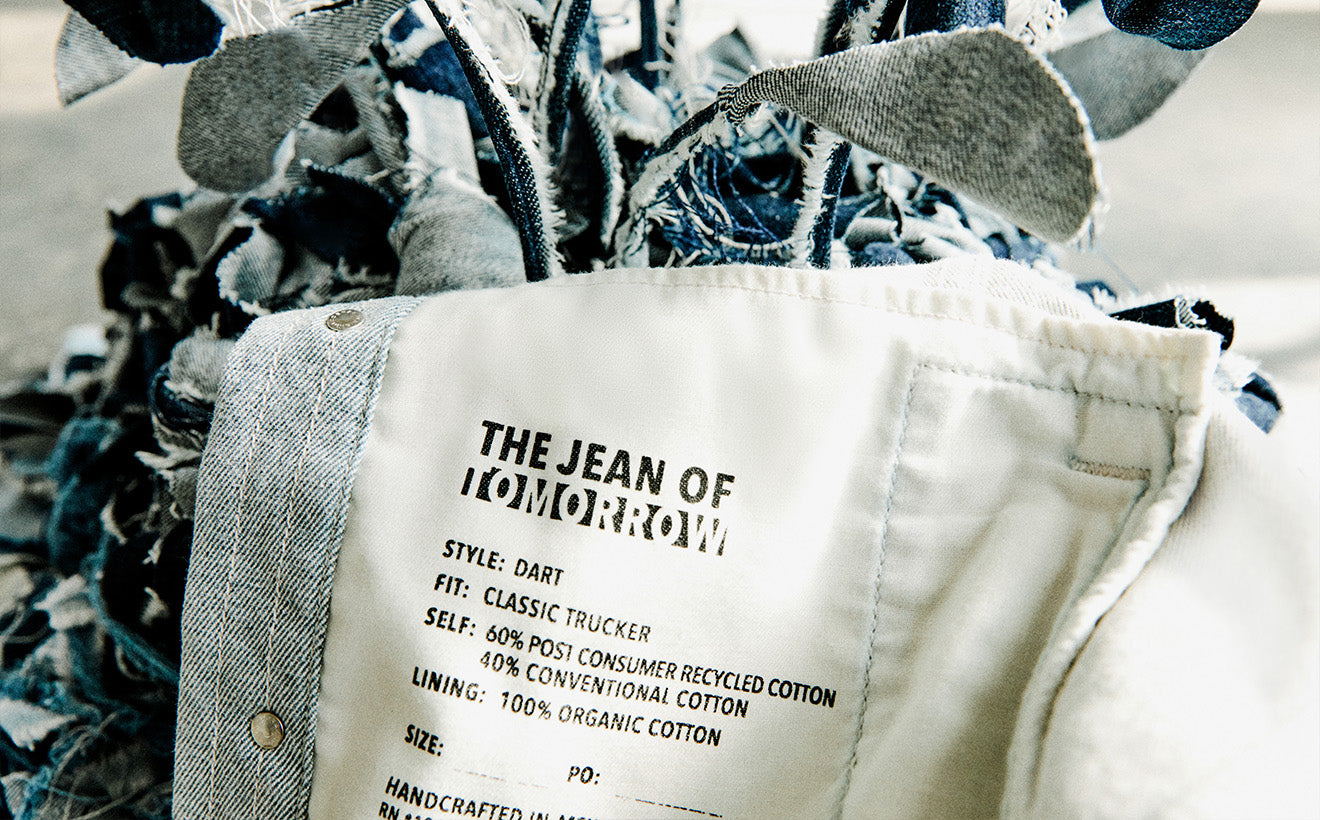 THE JEAN OF
TOMORROW
STYLE: DART
FIT: CLASSIC TRUCKER
SELF: 60% POST CONSUMER RECYCLED COTTON
40% CONVENTIONAL COTTON
LINING: 100% ORGANIC COTTON
SIZE:
PO:
HANDCRAFTED IN
RN